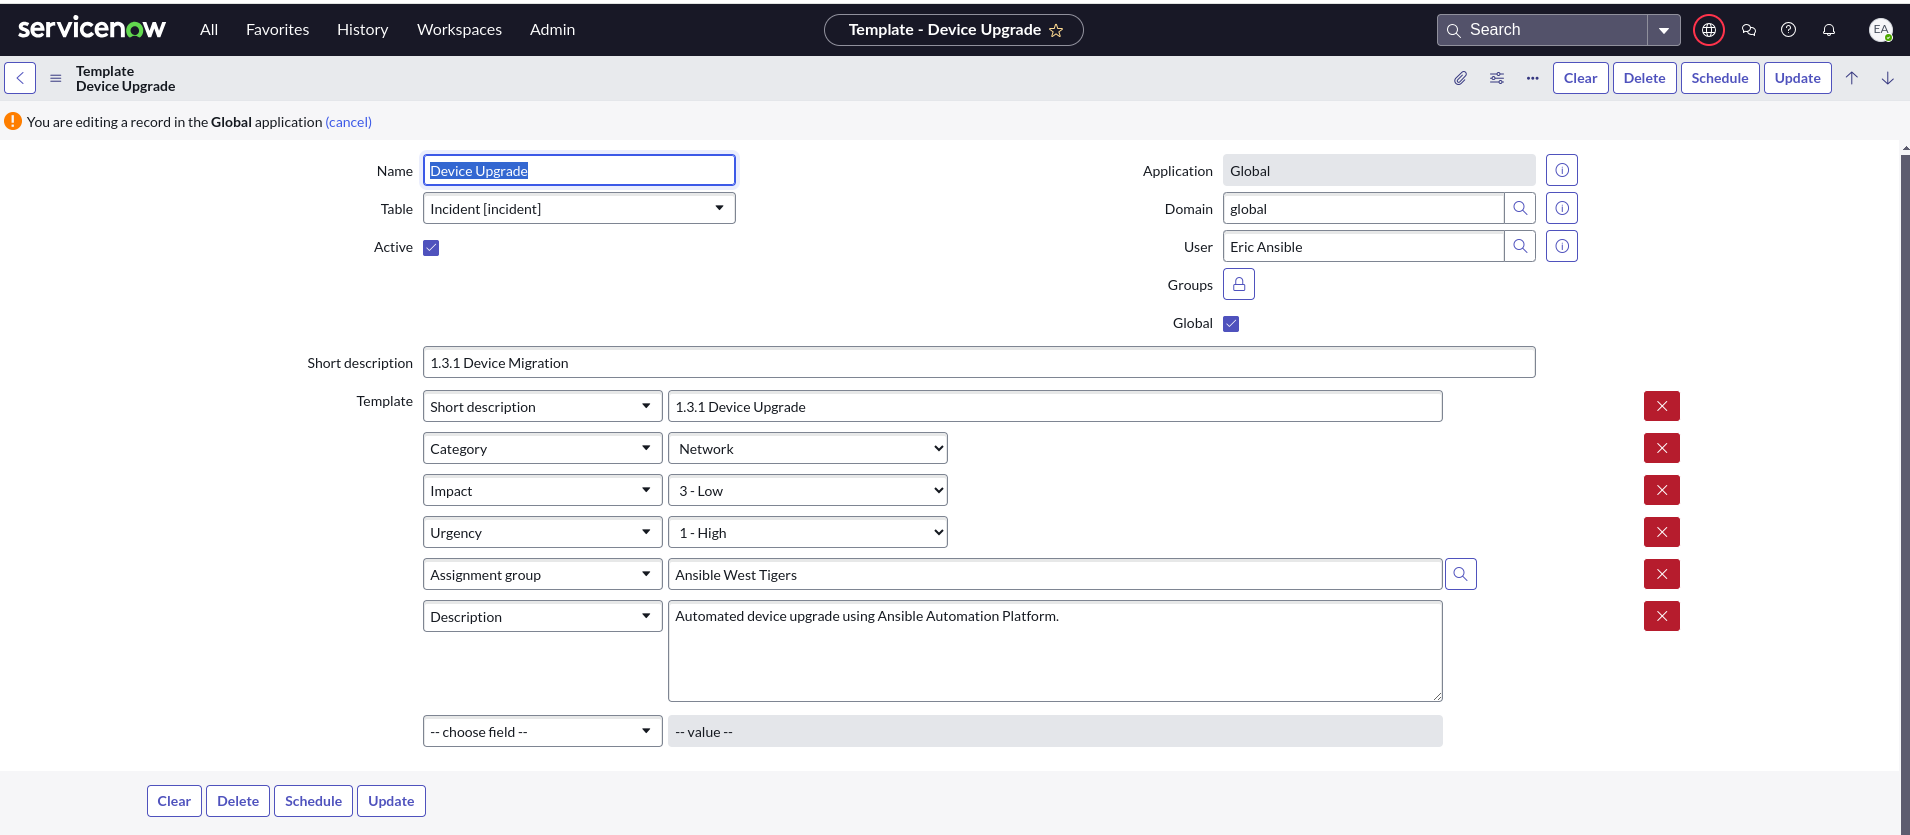 servicenow All Favorites History Workspaces Admin Template - Device Upgrade Search EA
Template
Device Upgrade
Clear Delete Schedule Update
You are editing a record in the Global application (cancel)
Name Device Upgrade Application Global
Table Incident [incident] Domain global
Active User Eric Ansible
Groups
Global
Short description 1.3.1 Device Migration
Template Short description 1.3.1 Device Upgrade
Category Network
Impact 3 - Low
Urgency 1 - High
Assignment group Ansible West Tigers
Description Automated device upgrade using Ansible Automation Platform.
-- choose field -- -- value --
Clear Delete Schedule Update